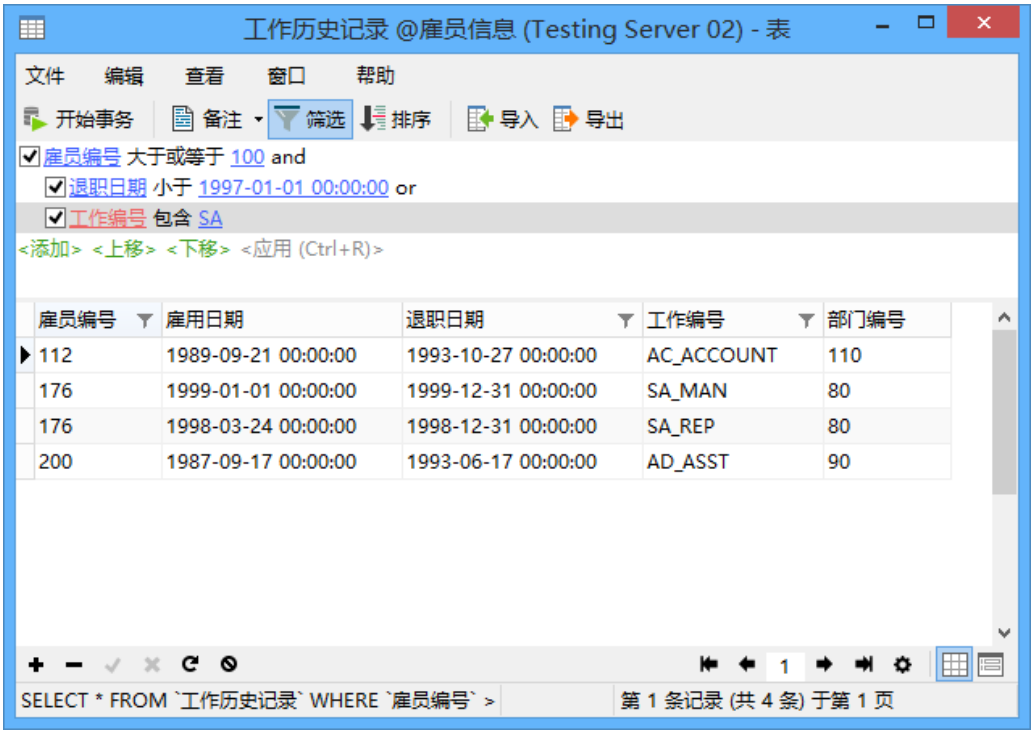 工作历史记录 @雇员信息 (Testing Server 02) - 表
文件 编辑 查看 窗口 帮助
开始事务 备注 筛选 排序 导入 导出
雇员编号 大于或等于 100 and
退职日期 小于 1997-01-01 00:00:00 or
工作编号 包含 SA
<添加> <上移> <下移> <应用 (Ctrl+R)>
雇员编号 雇用日期 退职日期 工作编号 部门编号
112 1989-09-21 00:00:00 1993-10-27 00:00:00 AC_ACCOUNT 110
176 1999-01-01 00:00:00 1999-12-31 00:00:00 SA_MAN 80
176 1998-03-24 00:00:00 1998-12-31 00:00:00 SA_REP 80
200 1987-09-17 00:00:00 1993-06-17 00:00:00 AD_ASST 90
1
SELECT * FROM `工作历史记录` WHERE `雇员编号` > 第 1 条记录 (共 4 条) 于第 1 页